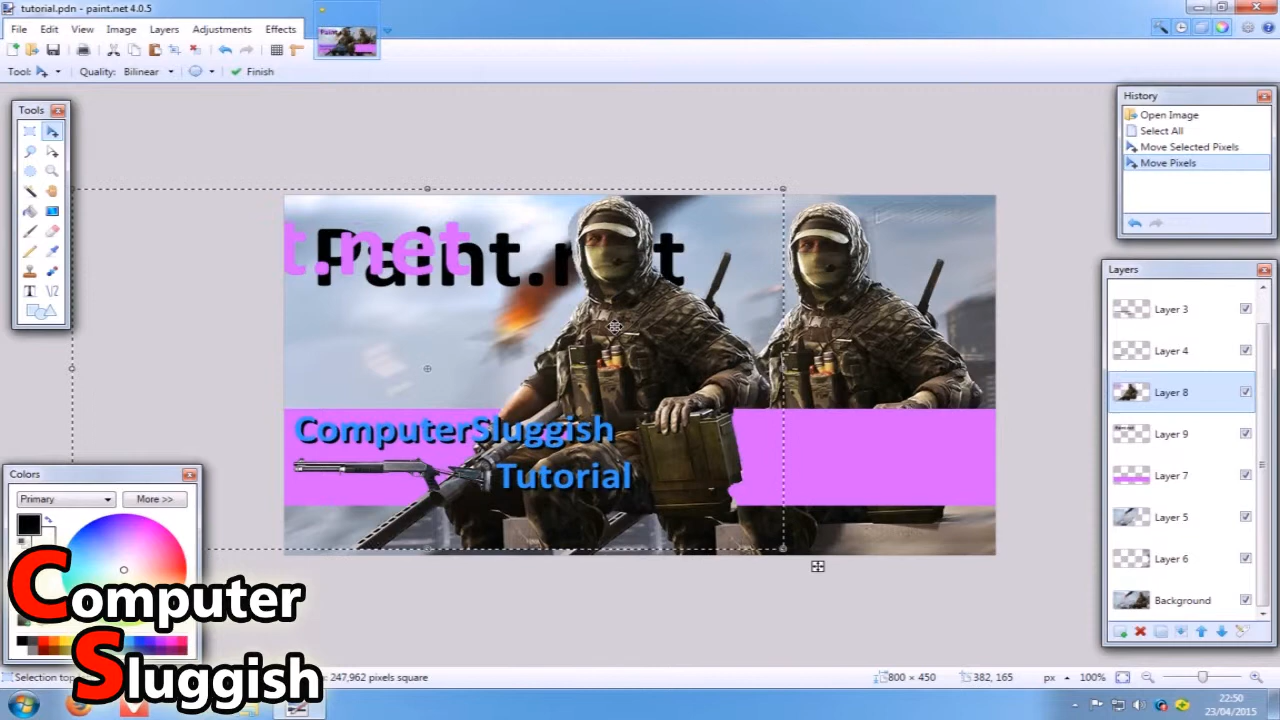 tutorial.pdn - paint.net 4.0.5
File Edit View Image Layers Adjustments Effects
Tool: Quality: Bilinear Finish
Tools
History
Open Image
Select All
Move Selected Pixels
Move Pixels
t.net
Paint.net
ComputerSluggish
Tutorial
Layers
Layer 3
Layer 4
Layer 8
Layer 9
Layer 7
Layer 5
Layer 6
Background
Colors
Primary More >>
Computer
Sluggish
Selection top 247,962 pixels square 800 × 450 382, 165 px 100%
22:50
23/04/2015